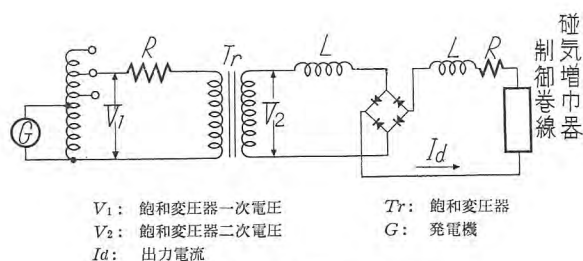 R
Tr
L
L
R
G
V₁
V₂
Id
磁気増巾器
制御巻線
V₁: 飽和変圧器一次電圧
V₂: 飽和変圧器二次電圧
Id: 出力電流
Tr: 飽和変圧器
G: 発電機